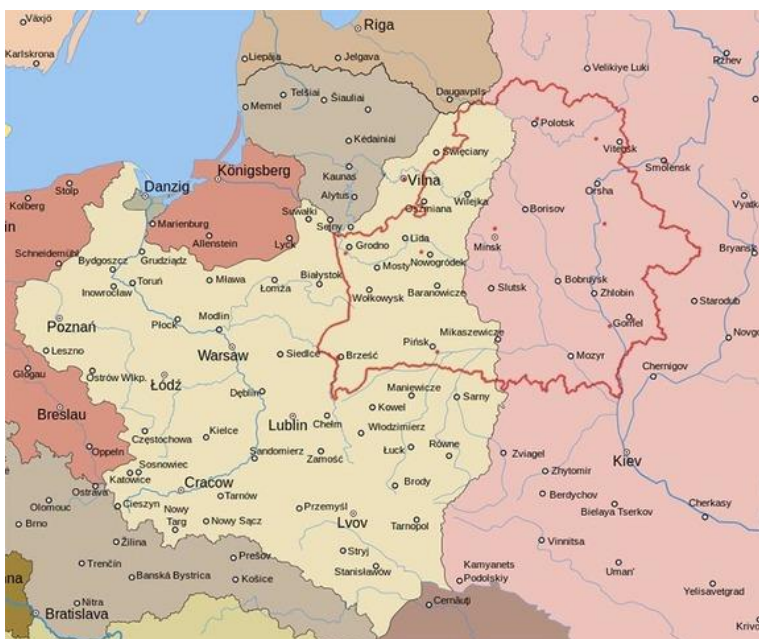 Växjö
Karlskrona
Riga
Liepāja
Jelgava
Velikiye Luki
Rzhev
Daugavpils
Telšiai
Šiauliai
Memel
Polotsk
Vitegsk
Kėdainiai
Święciany
Smolensk
Kaunas
Königsberg
Vilna
Orsha
Stolp
Danzig
Alytus
Oszmiana
Wilejka
Kolberg
Suwałki
Borisov
Marienburg
Sejny
Allenstein
Lyck
Lida
Minsk
Bryansk
Grodno
Schneidemühl
Grudziądz
Nowogródek
Bydgoszcz
Mosty
Toruń
Mława
Białystok
Bobruysk
Slutsk
Inowrocław
Łomża
Baranowicze
Zhlobin
Wołkowysk
Starodub
Modlin
Poznań
Płock
Gomel
Mikaszewicze
Warsaw
Pińsk
Leszno
Siedlce
Brześć
Mozyr
Chernigov
Glogau
Ostrów Wlkp.
Łódź
Maniewicze
Dęblin
Sarny
Breslau
Kowel
Lublin
Chełm
Częstochowa
Kielce
Włodzimierz
Równe
Oppeln
Zviagel
Kiev
Sandomierz
Zamość
Łuck
Sosnowiec
Zhytomir
Katowice
Ostrava
Cracow
Brody
Berdychov
Olomouc
Cieszyn
Tarnów
Nowy
Targ
Przemyśl
Bielaya Tserkov
Cherkasy
Brno
Nowy Sącz
Lvov
Tarnopol
Vinnitsa
Žilina
Stryj
Prešov
Trenčín
Stanisławów
Kamyanets
Podolskiy
Uman'
Banská Bystrica
Košice
Yelisavetgrad
Nitra
Cernăuți
Bratislava